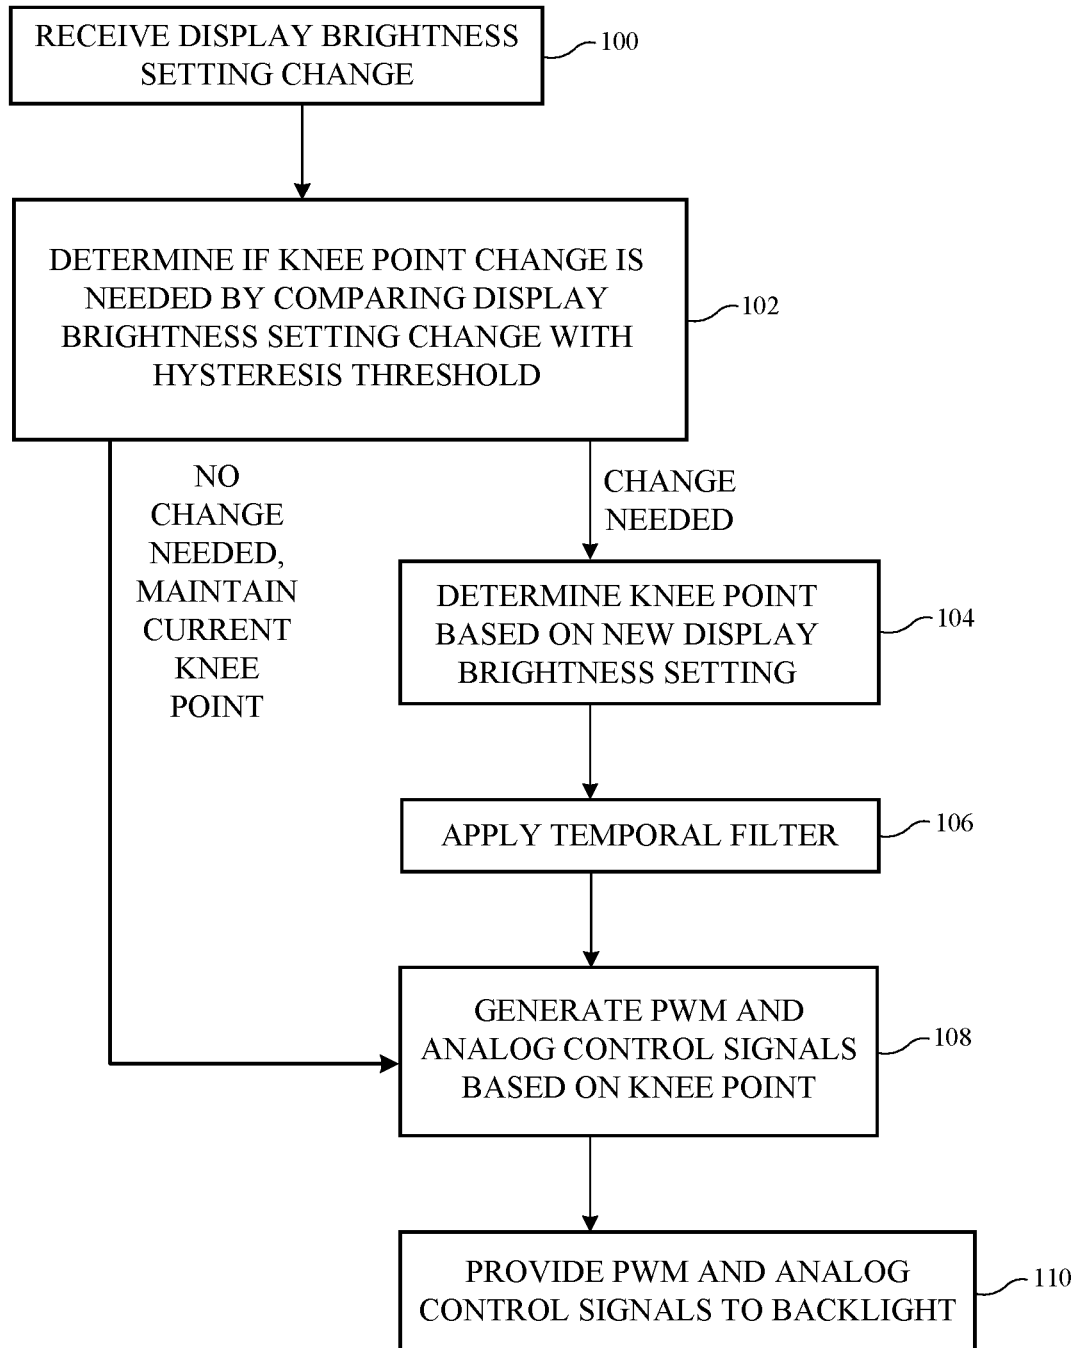 RECEIVE DISPLAY BRIGHTNESS
SETTING CHANGE
100
DETERMINE IF KNEE POINT CHANGE IS
NEEDED BY COMPARING DISPLAY
BRIGHTNESS SETTING CHANGE WITH
HYSTERESIS THRESHOLD
102
NO
CHANGE
NEEDED,
MAINTAIN
CURRENT
KNEE
POINT
CHANGE
NEEDED
DETERMINE KNEE POINT
BASED ON NEW DISPLAY
BRIGHTNESS SETTING
104
APPLY TEMPORAL FILTER
106
GENERATE PWM AND
ANALOG CONTROL SIGNALS
BASED ON KNEE POINT
108
PROVIDE PWM AND ANALOG
CONTROL SIGNALS TO BACKLIGHT
110